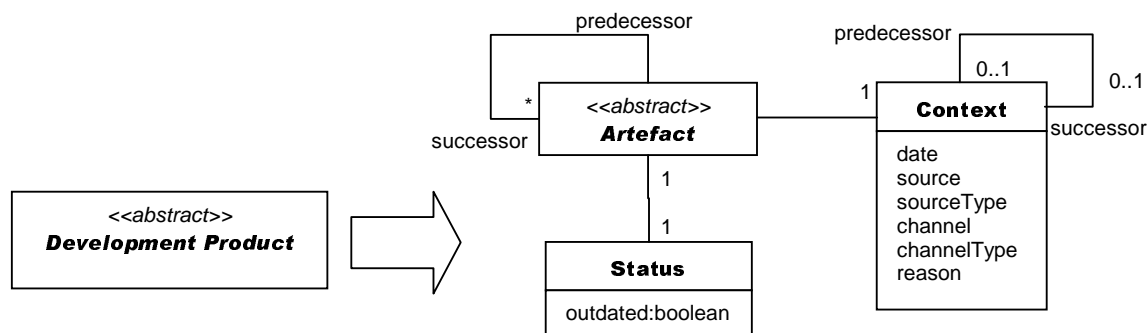 predecessor
<<abstract>>
Artefact
*
successor
1
1
Status
outdated:boolean
<<abstract>>
Development Product
predecessor
0..1
0..1
1
Context
successor
date
source
sourceType
channel
channelType
reason